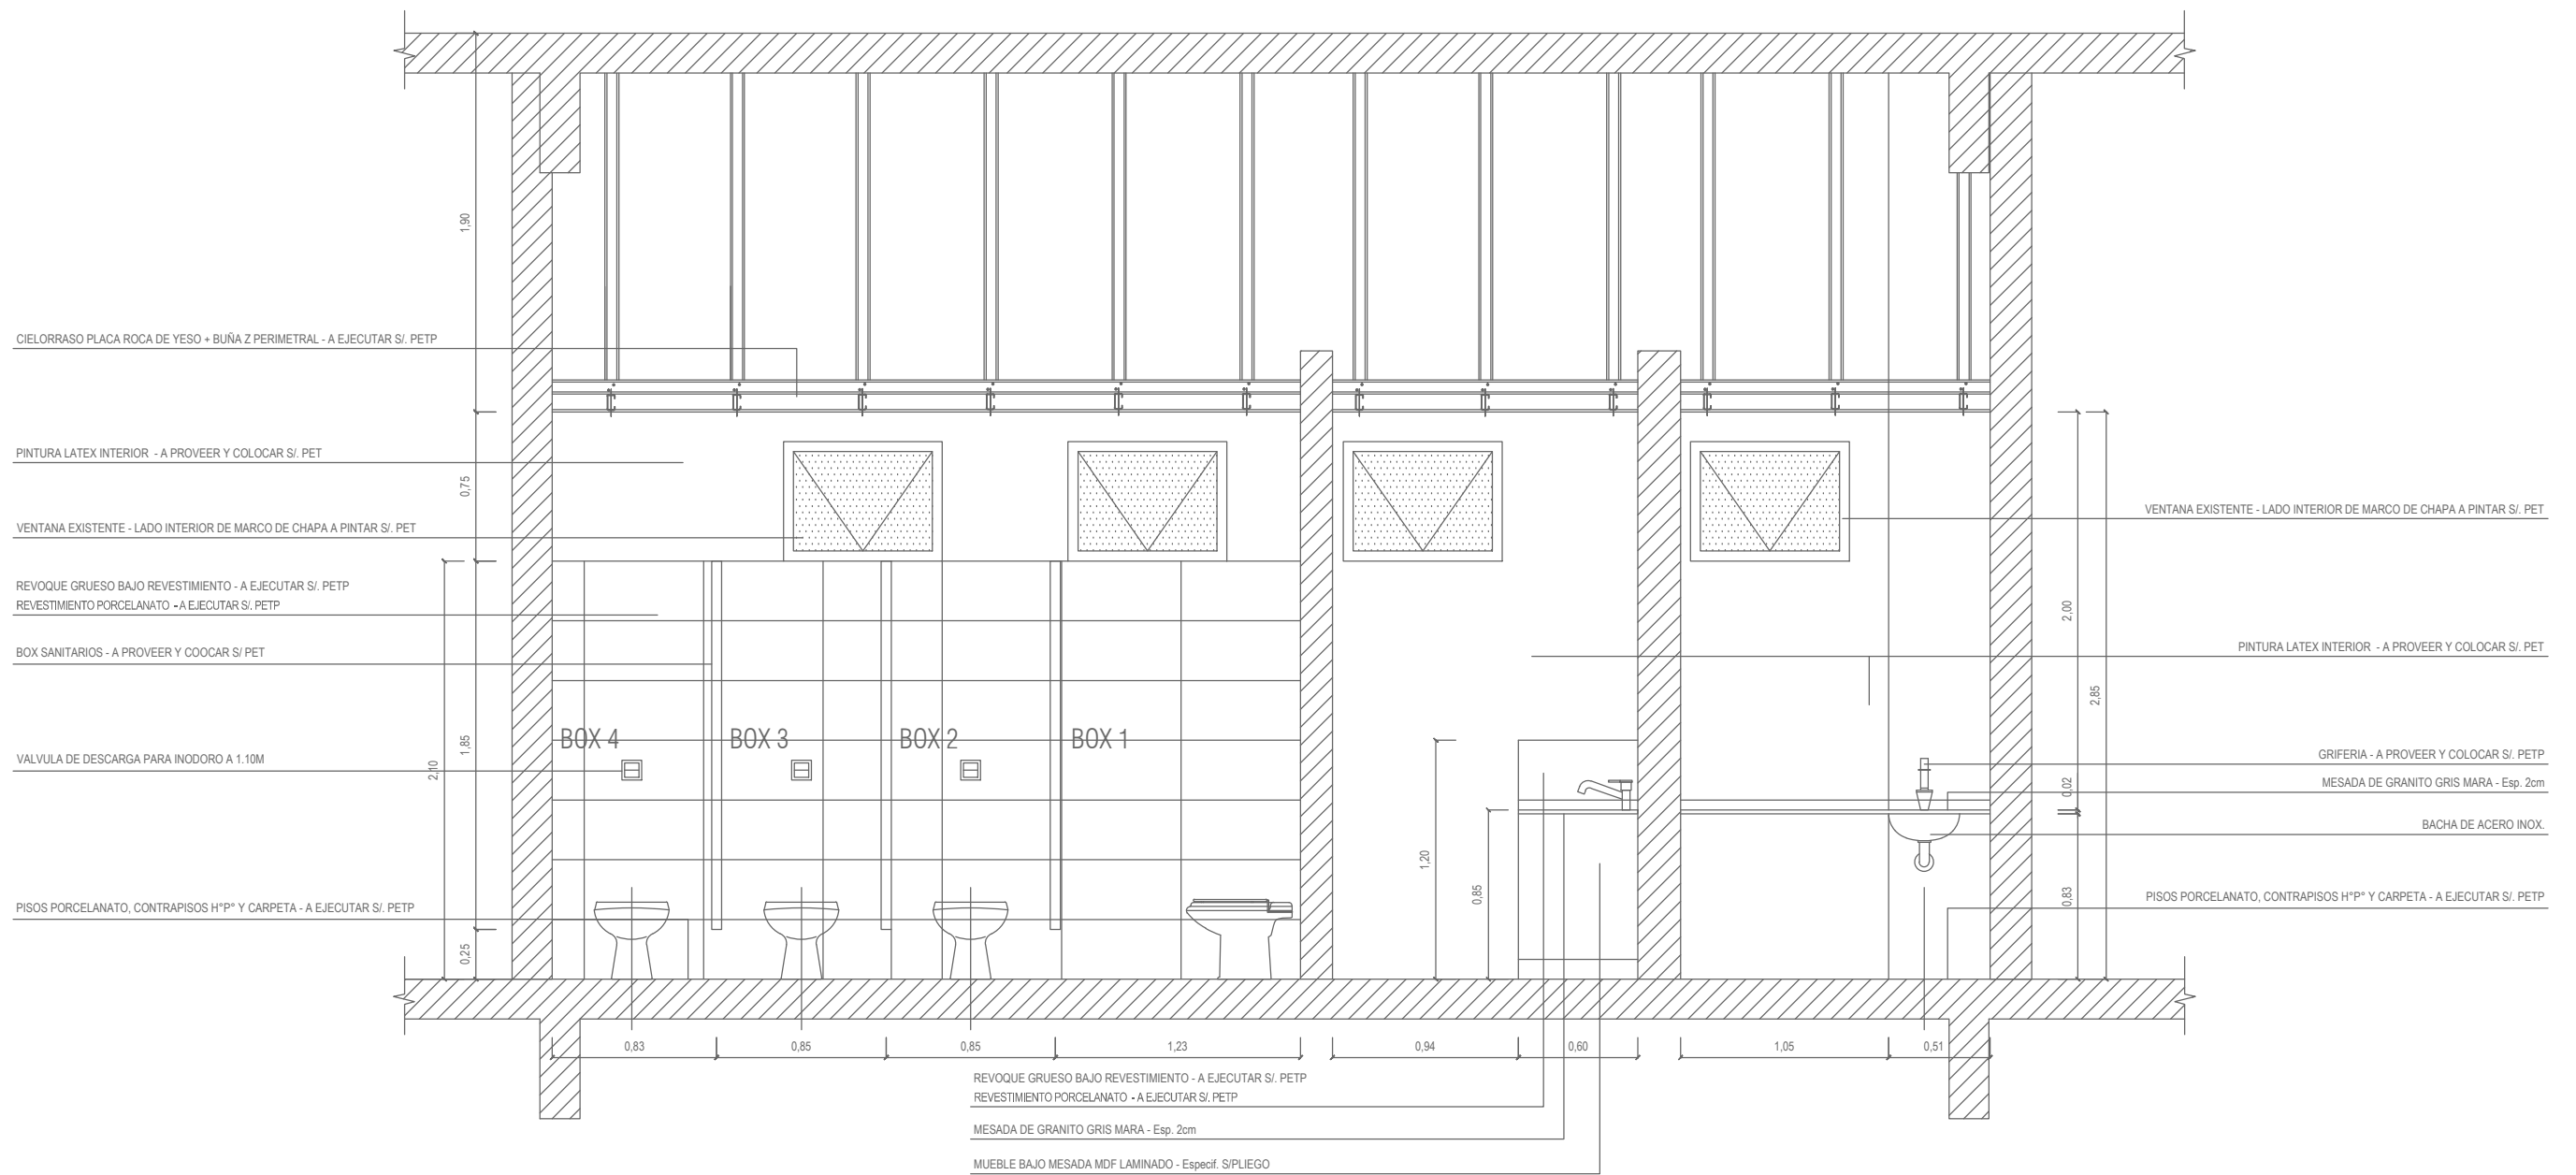 CIELORRASO PLACA ROCA DE YESO + BUÑA Z PERIMETRAL - A EJECUTAR S/. PETP
PINTURA LATEX INTERIOR - A PROVEER Y COLOCAR S/. PET
VENTANA EXISTENTE - LADO INTERIOR DE MARCO DE CHAPA A PINTAR S/. PET
REVOQUE GRUESO BAJO REVESTIMIENTO - A EJECUTAR S/. PETP
REVESTIMIENTO PORCELANATO - A EJECUTAR S/. PETP
BOX SANITARIOS - A PROVEER Y COOCAR S/ PET
VALVULA DE DESCARGA PARA INODORO A 1.10M
PISOS PORCELANATO, CONTRAPISOS H°P° Y CARPETA - A EJECUTAR S/. PETP
1,90
0,75
1,85
2,10
0,25
BOX 4
BOX 3
BOX 2
BOX 1
1,20
0,85
VENTANA EXISTENTE - LADO INTERIOR DE MARCO DE CHAPA A PINTAR S/. PET
PINTURA LATEX INTERIOR - A PROVEER Y COLOCAR S/. PET
GRIFERIA - A PROVEER Y COLOCAR S/. PETP
MESADA DE GRANITO GRIS MARA - Esp. 2cm
BACHA DE ACERO INOX.
PISOS PORCELANATO, CONTRAPISOS H°P° Y CARPETA - A EJECUTAR S/. PETP
2,00
2,85
0,02
0,83
0,83
0,85
0,85
1,23
0,94
0,60
1,05
0,51
REVOQUE GRUESO BAJO REVESTIMIENTO - A EJECUTAR S/. PETP
REVESTIMIENTO PORCELANATO - A EJECUTAR S/. PETP
MESADA DE GRANITO GRIS MARA - Esp. 2cm
MUEBLE BAJO MESADA MDF LAMINADO - Especif. S/PLIEGO